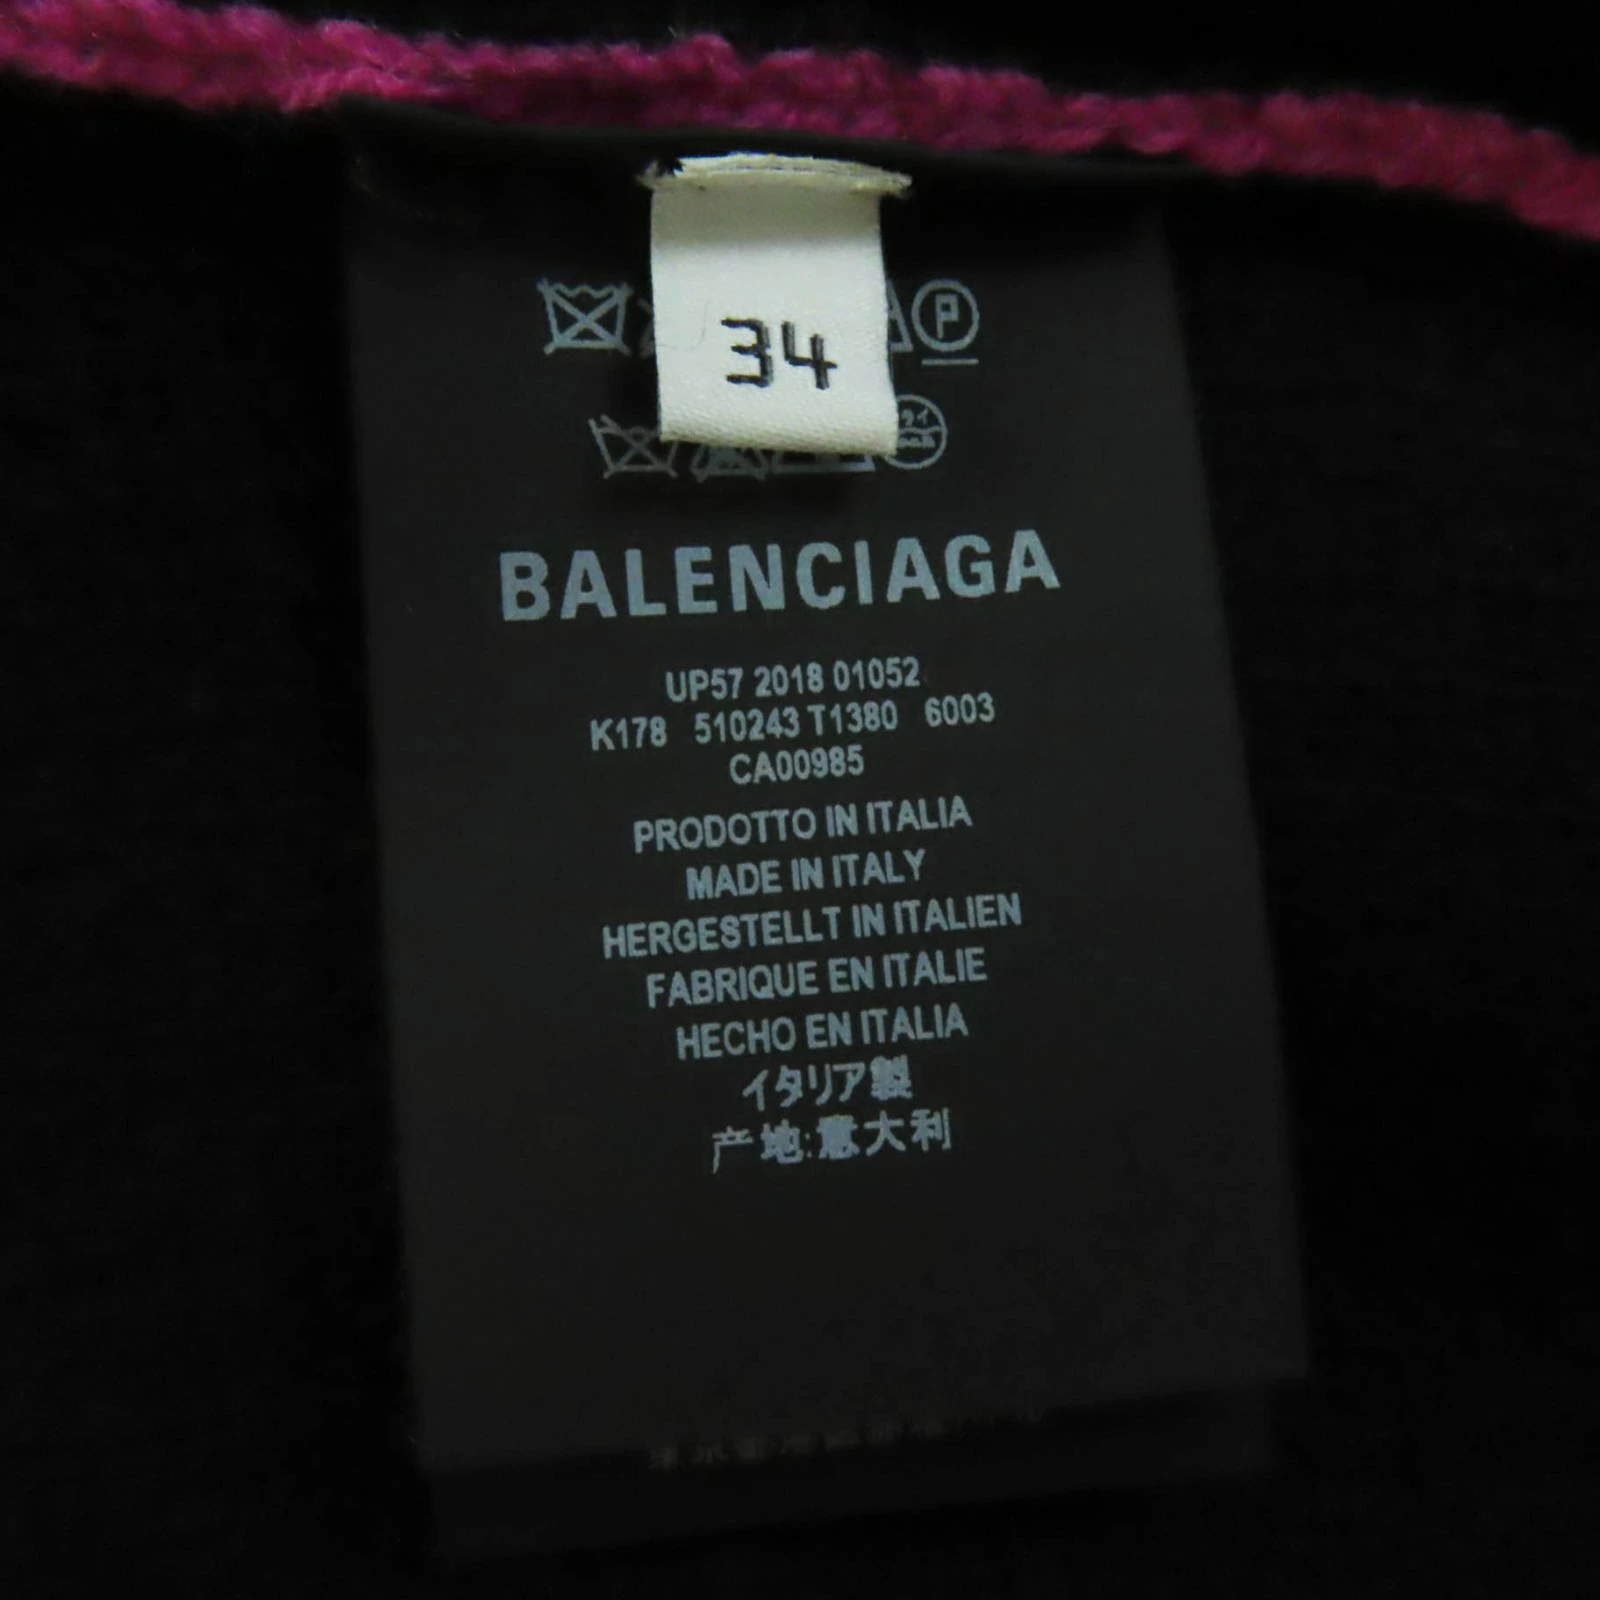 34
P
BALENCIAGA
UP57 2018 01052
K178 510243 T1380 6003
CA00985
PRODOTTO IN ITALIA
MADE IN ITALY
HERGESTELLT IN ITALIEN
FABRIQUE EN ITALIE
HECHO EN ITALIA
イタリア製
产地:意大利